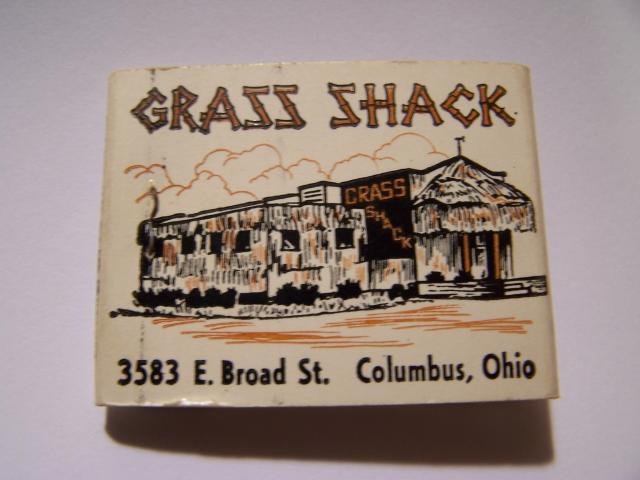 GRASS SHACK
GRASS
SHACK
3583 E. Broad St. Columbus, Ohio